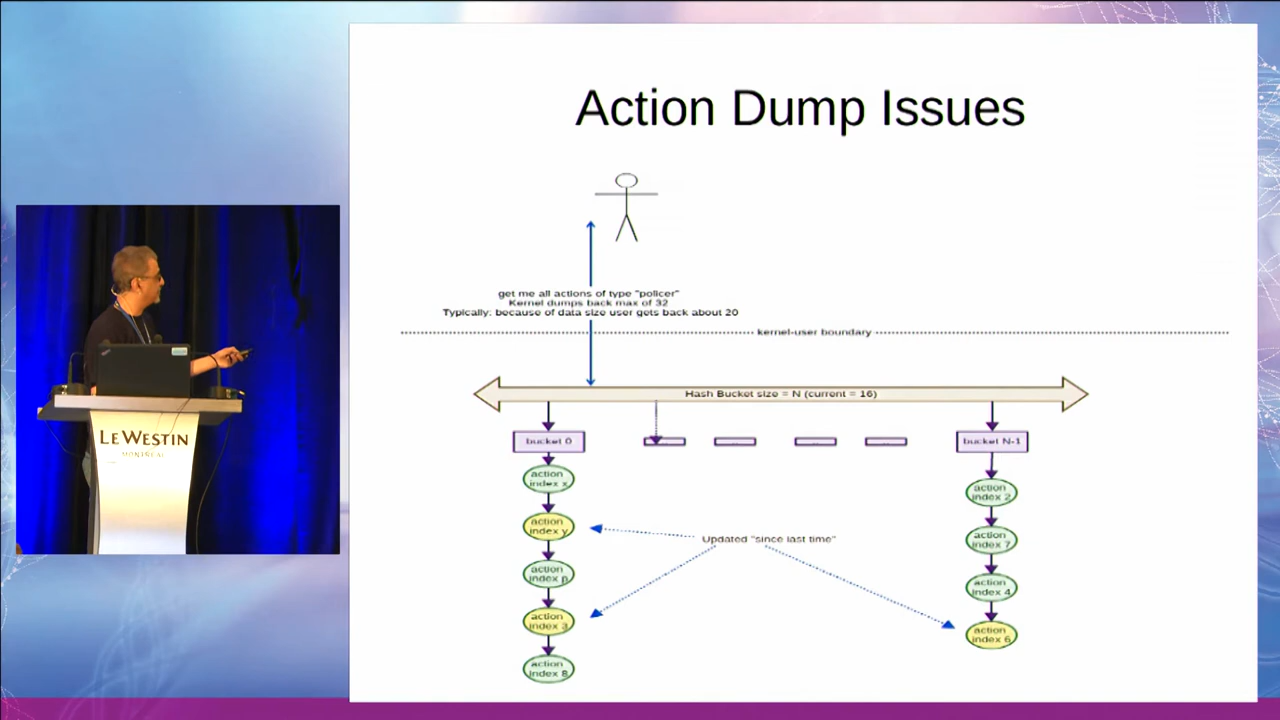 Action Dump Issues
get me all actions of type "policer"
Kernel dumps back max of 32
Typically: because of data size user gets back about 20
kernel-user boundary
Hash Bucket size = N (current = 16)
bucket 0
bucket N-1
action
index x
action
index y
action
index p
action
index 3
action
index 8
Updated "since last time"
action
index 2
action
index 7
action
index 4
action
index 6
LE WESTIN
MONTRÉAL